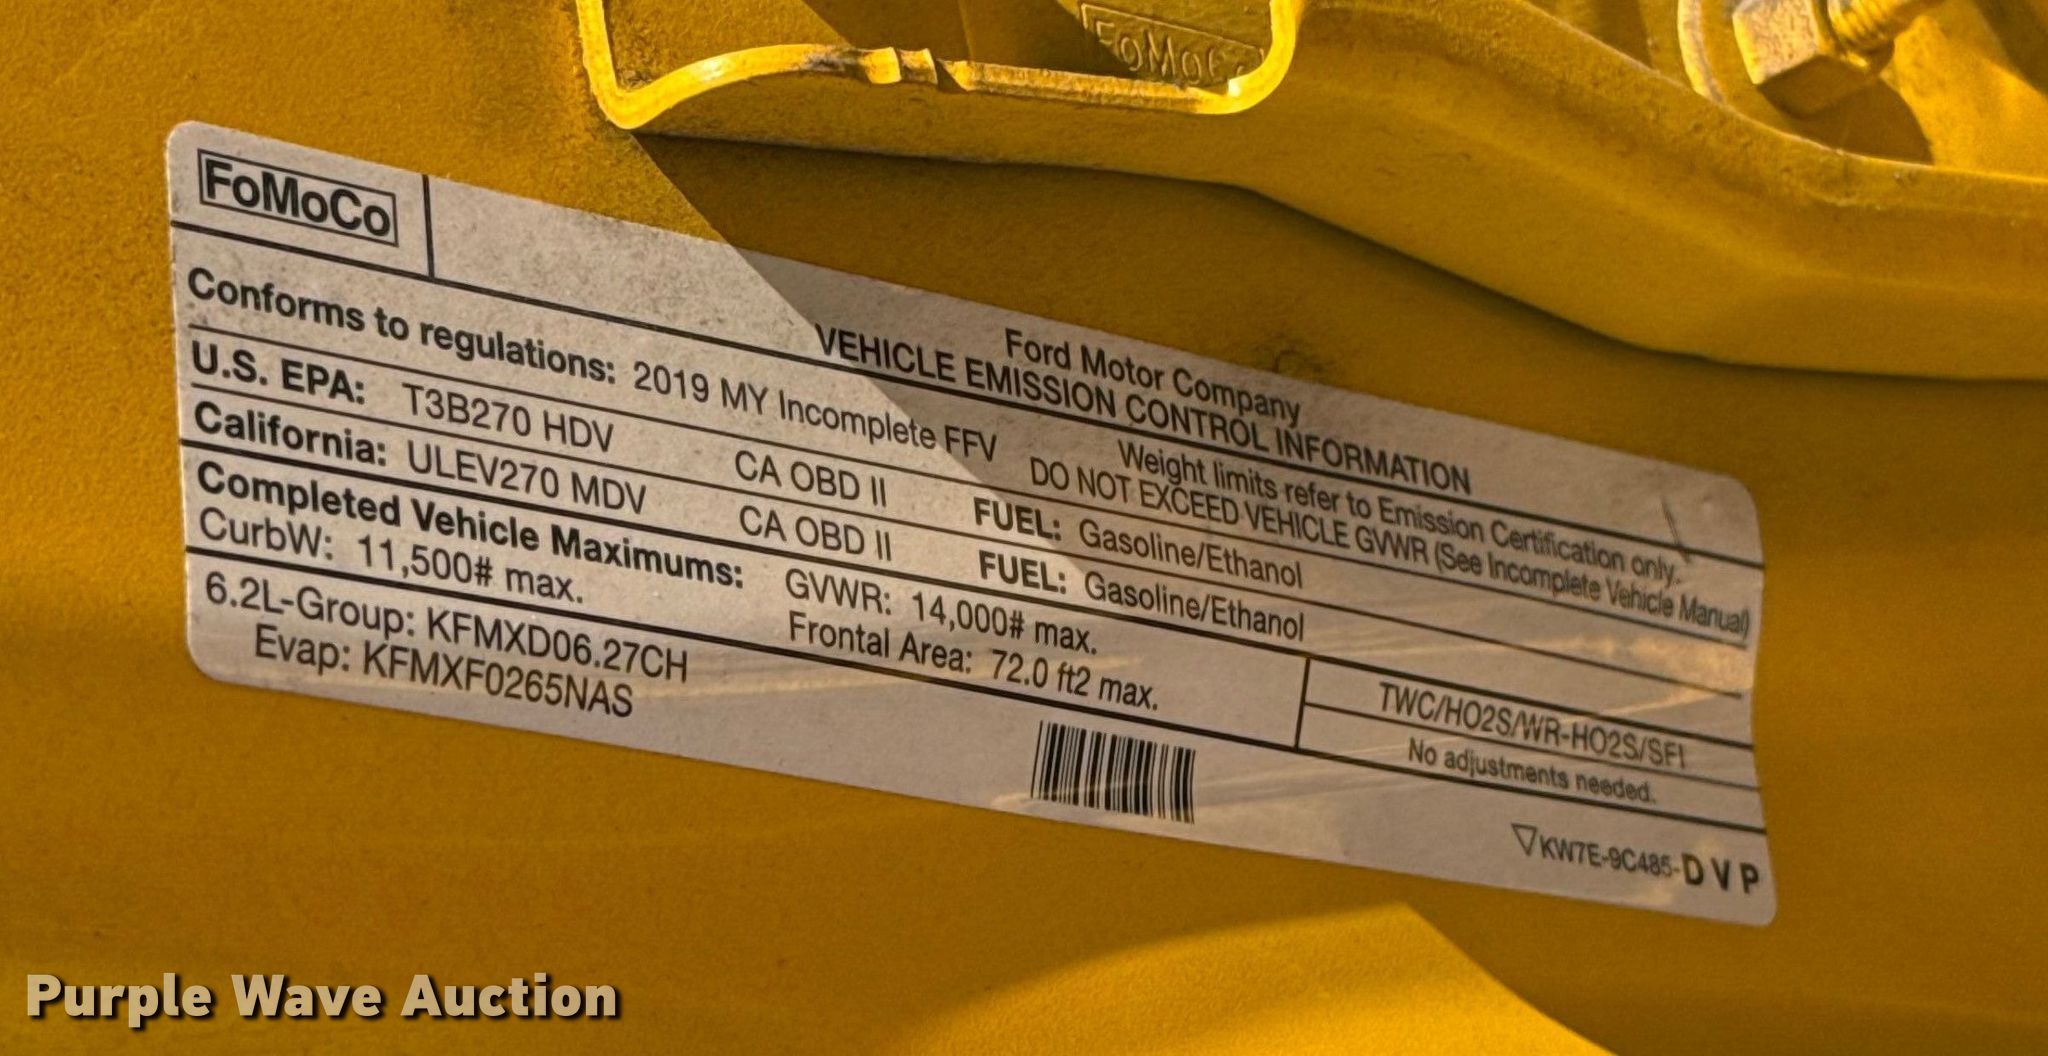 FoMoCo
FoMoCo
Ford Motor Company
VEHICLE EMISSION CONTROL INFORMATION
Conforms to regulations: 2019 MY Incomplete FFV
Weight limits refer to Emission Certification only.
DO NOT EXCEED VEHICLE GVWR (See Incomplete Vehicle Manual)
U.S. EPA: T3B270 HDV CA OBD II FUEL: Gasoline/Ethanol
California: ULEV270 MDV CA OBD II FUEL: Gasoline/Ethanol
Completed Vehicle Maximums: GVWR: 14,000# max.
CurbW: 11,500# max. Frontal Area: 72.0 ft2 max.
TWC/HO2S/WR-HO2S/SFI
No adjustments needed.
6.2L-Group: KFMXD06.27CH
Evap: KFMXF0265NAS
▽KW7E-9C485-D V P
Purple Wave Auction